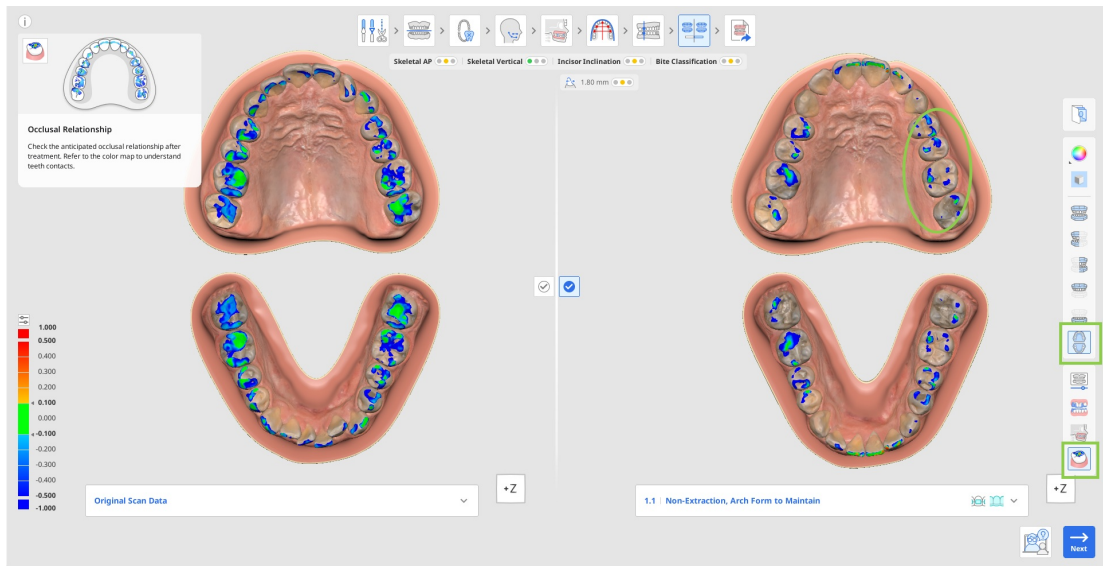 Skeletal AP
Skeletal Vertical
Incisor Inclination
Bite Classification
1.80 mm
Occlusal Relationship
Check the anticipated occlusal relationship after
treatment. Refer to the color map to understand
teeth contacts.
1.000
0.500
0.400
0.300
0.200
0.100
0.000
-0.100
-0.200
-0.300
-0.400
-0.500
-1.000
+Z
Original Scan Data
+Z
1.1 Non-Extraction, Arch Form to Maintain
Next